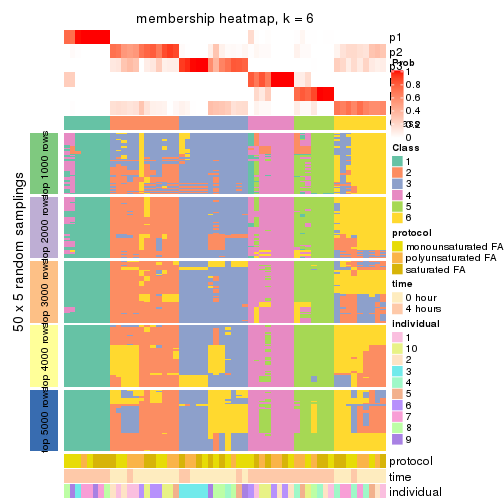 membership heatmap, k = 6
p1
p2
Prob
1
0.8
0.6
0.4
0.2
0
Class
1
2
3
4
5
6
protocol
monounsaturated FA
polyunsaturated FA
saturated FA
time
0 hour
4 hours
individual
1
10
2
3
4
5
6
7
8
9
50 x 5 random samplings
top 1000 rows
top 2000 rows
top 3000 rows
top 4000 rows
top 5000 rows
protocol
time
individual